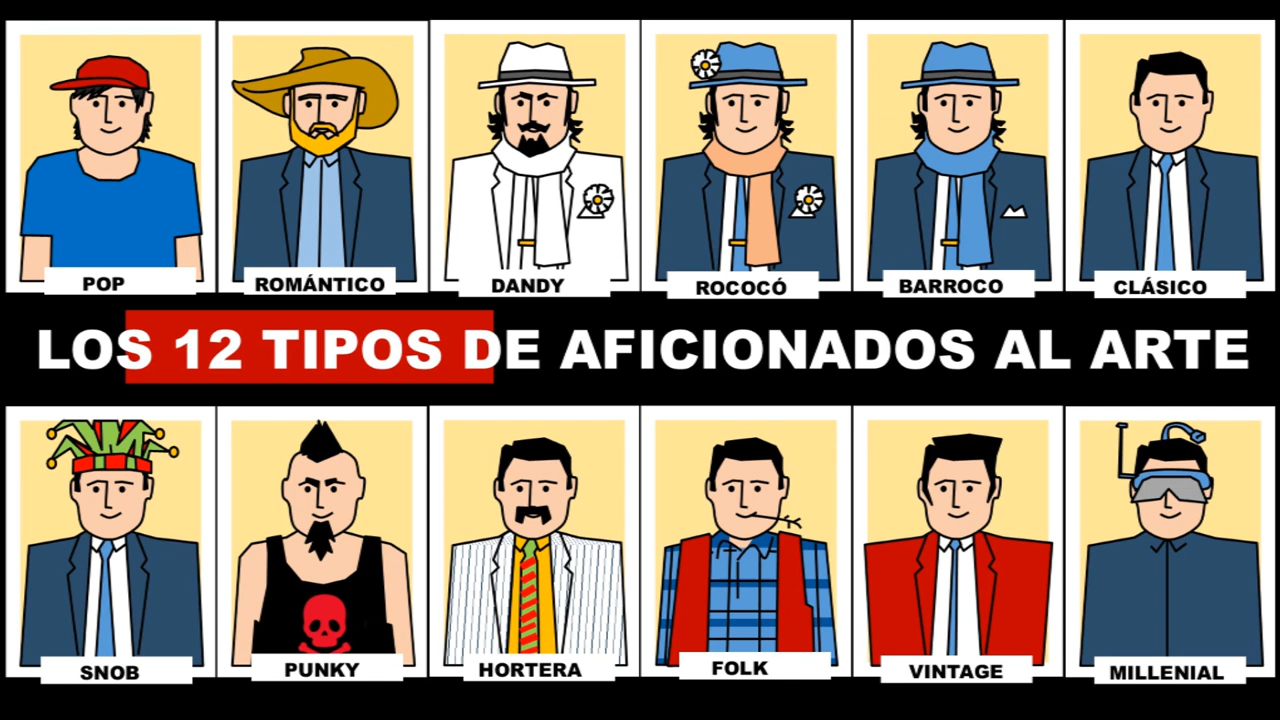 POP
ROMÁNTICO
DANDY
ROCOCÓ
BARROCO
CLÁSICO
LOS 12 TIPOS DE AFICIONADOS AL ARTE
SNOB
PUNKY
HORTERA
FOLK
VINTAGE
MILLENIAL